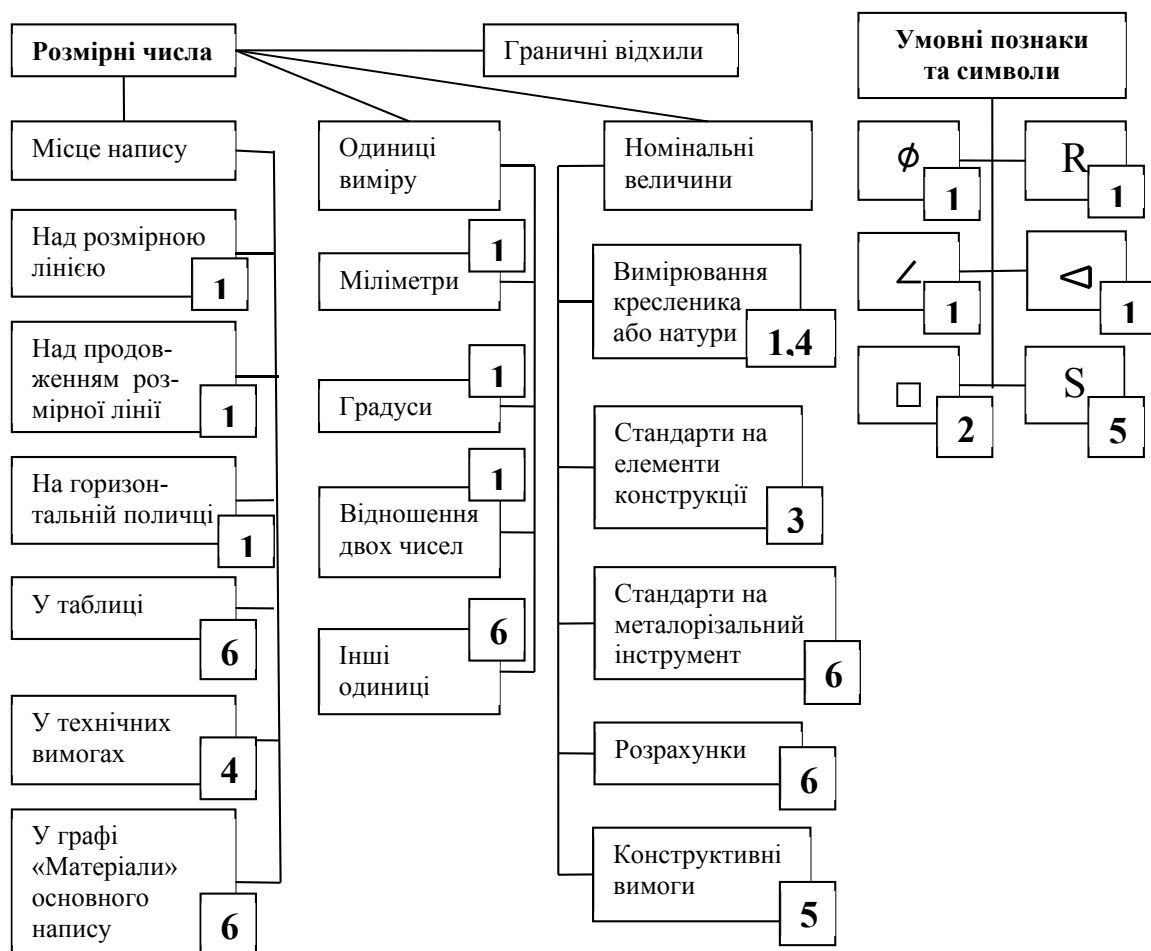 Розмірні числа
Граничні відхили
Умовні познаки
та символи
Місце напису
Над розмірною
лінією
1
Над продов-
женням роз-
мірної лінії
1
На горизон-
тальній поличці
1
У таблиці
6
У технічних
вимогах
4
У графі
«Матеріали»
основного
напису
6
Одиниці
виміру
1
Міліметри
1
Градуси
1
Відношення
двох чисел
6
Інші
одиниці
Номінальні
величини
Вимірювання
кресленика
або натури
1,4
Стандарти на
елементи
конструкції
3
Стандарти на
металорізальний
інструмент
6
Розрахунки
6
Конструктивні
вимоги
5
⌀
1
R
1
∠
1
◁
1
□
2
S
5